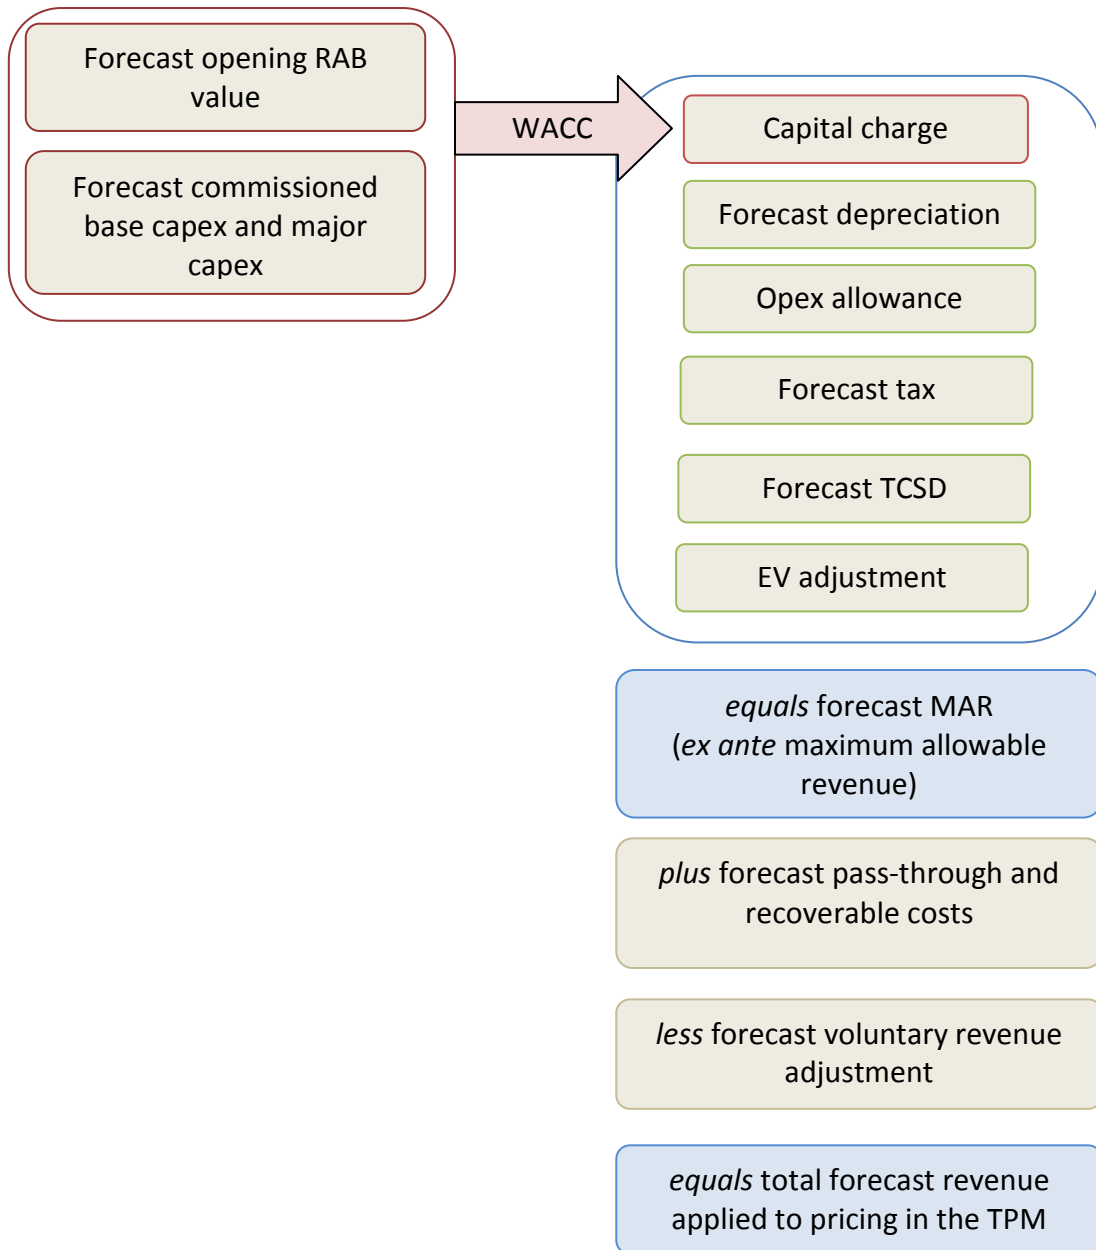 Forecast opening RAB
value
Forecast commissioned
base capex and major
capex
WACC
Capital charge
Forecast depreciation
Opex allowance
Forecast tax
Forecast TCSD
EV adjustment
equals forecast MAR
(ex ante maximum allowable
revenue)
plus forecast pass-through and
recoverable costs
less forecast voluntary revenue
adjustment
equals total forecast revenue
applied to pricing in the TPM